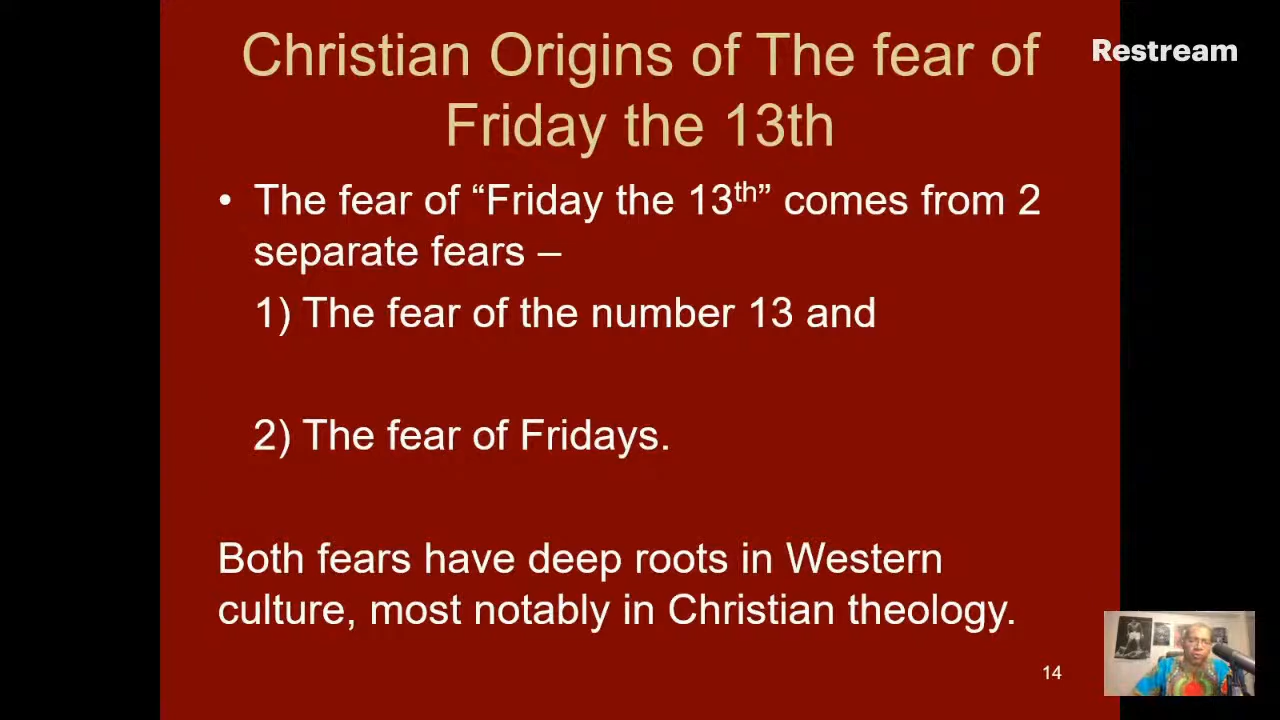 Christian Origins of The fear of
Restream
Friday the 13th
• The fear of “Friday the 13th” comes from 2
separate fears –
1) The fear of the number 13 and
2) The fear of Fridays.
Both fears have deep roots in Western
culture, most notably in Christian theology.
14